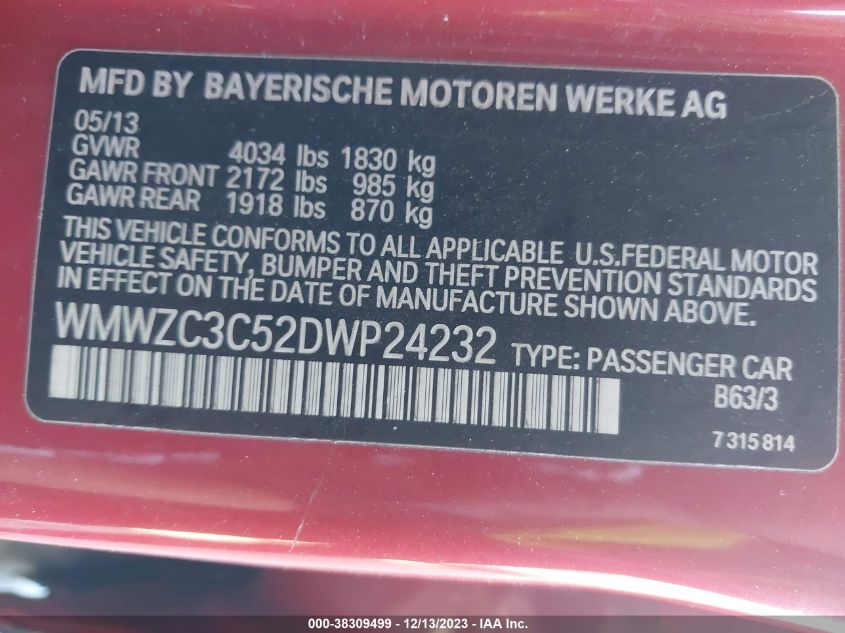 MFD BY BAYERISCHE MOTOREN WERKE AG
05/13
GVWR 4034 lbs 1830 kg
GAWR FRONT 2172 lbs 985 kg
GAWR REAR 1918 lbs 870 kg
THIS VEHICLE CONFORMS TO ALL APPLICABLE U.S.FEDERAL MOTOR
VEHICLE SAFETY, BUMPER AND THEFT PREVENTION STANDARDS
IN EFFECT ON THE DATE OF MANUFACTURE SHOWN ABOVE.
WMWZC3C52DWP24232 TYPE: PASSENGER CAR
B63/3
7 315 814
000-38309499 - 12/13/2023 - IAA Inc.